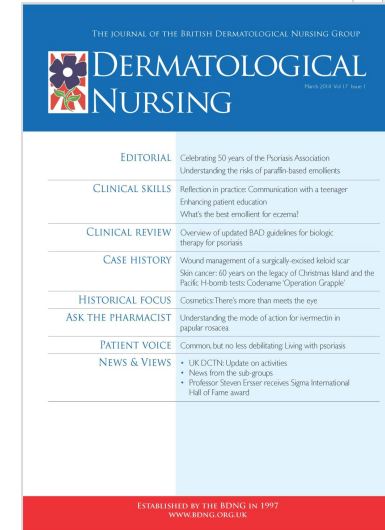 THE JOURNAL OF THE BRITISH DERMATOLOGICAL NURSING GROUP
DERMATOLOGICAL
NURSING
March 2018 Vol 17 Issue 1
EDITORIAL
Celebrating 50 years of the Psoriasis Association
Understanding the risks of paraffin-based emollients
CLINICAL SKILLS
Reflection in practice: Communication with a teenager
Enhancing patient education
What's the best emollient for eczema?
CLINICAL REVIEW
Overview of updated BAD guidelines for biologic
therapy for psoriasis
CASE HISTORY
Wound management of a surgically-excised keloid scar
Skin cancer: 60 years on the legacy of Christmas Island and the
Pacific H-bomb tests: Codename 'Operation Grapple'
HISTORICAL FOCUS
Cosmetics: There's more than meets the eye
ASK THE PHARMACIST
Understanding the mode of action for ivermectin in
papular rosacea
PATIENT VOICE
Common, but no less debilitating: Living with psoriasis
NEWS & VIEWS
• UK DCTN: Update on activities
• News from the sub-groups
• Professor Steven Ersser receives Sigma International
Hall of Fame award
ESTABLISHED BY THE BDNG IN 1997
WWW.BDNG.ORG.UK